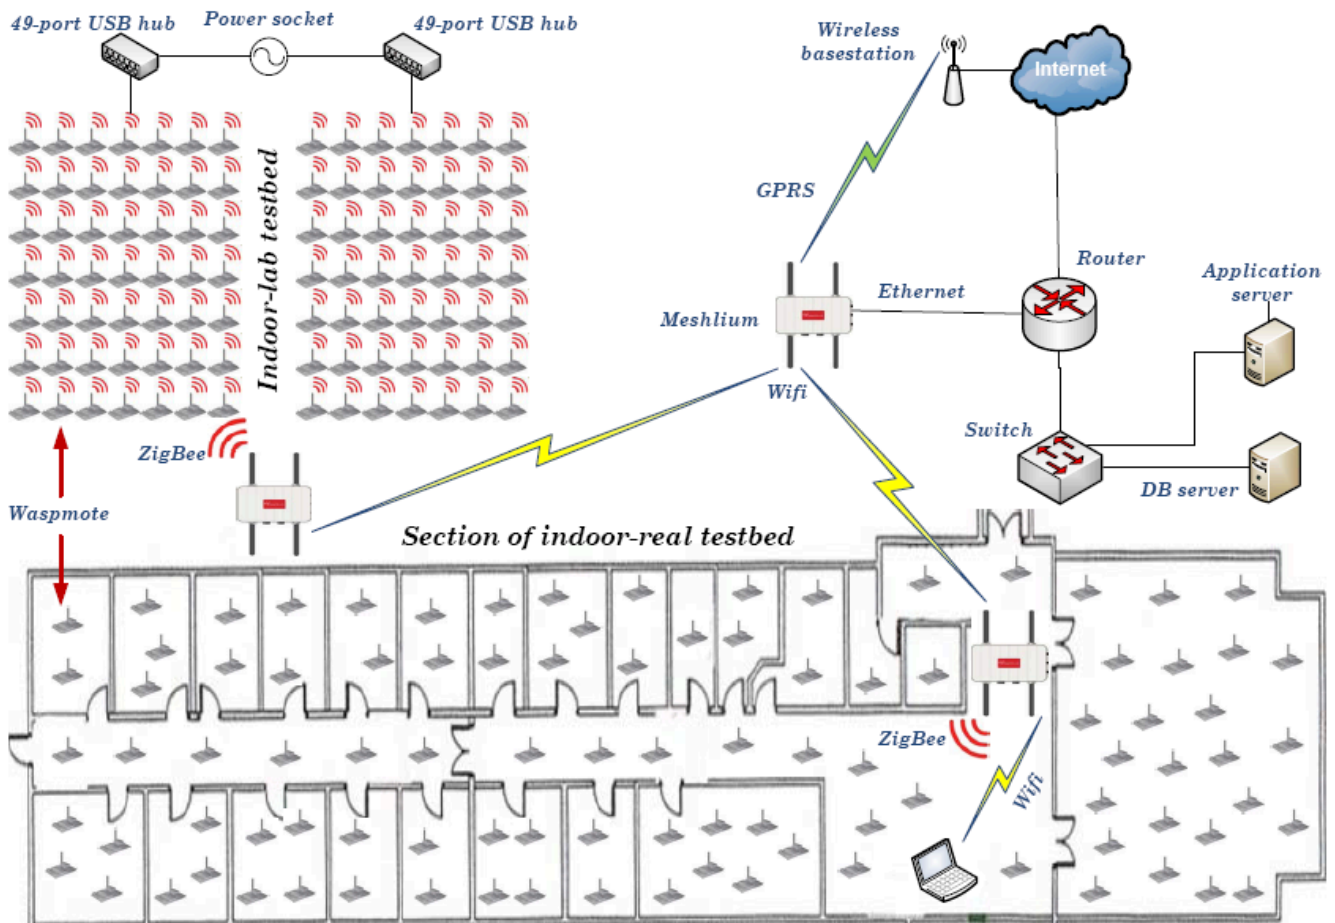 49-port USB hub
Power socket
49-port USB hub
Wireless
basestation
Internet
Indoor-lab testbed
GPRS
Router
Application
server
Ethernet
Meshlium
Wifi
Switch
ZigBee
DB server
Waspmote
Section of indoor-real testbed
ZigBee
Wifi